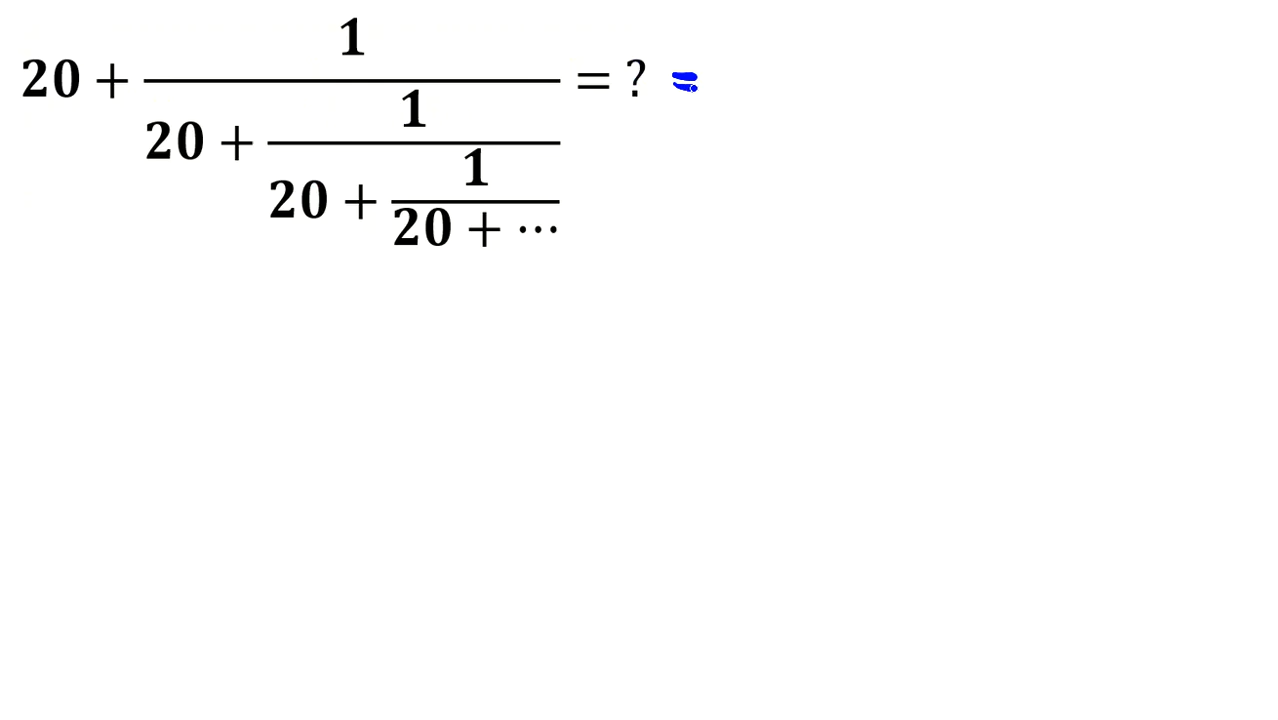 20 + 1
20 + 1
20 + 1
20 + ⋯ = ? =